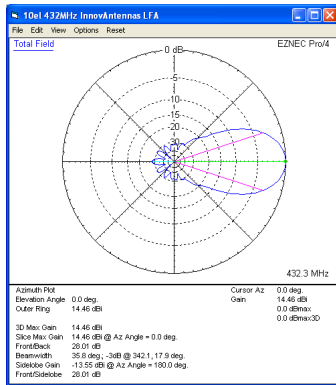 10el 432MHz InnovAntennas LFA
File Edit View Options Reset
Total Field
EZNEC Pro/4
0 dB
-5
-10
-15
-20
-30
432.3 MHz
Azimuth Plot
Elevation Angle 0.0 deg.
Outer Ring 14.46 dBi
Cursor Az 0.0 deg.
Gain 14.46 dBi
0.0 dBmax
0.0 dBmax3D
3D Max Gain 14.46 dBi
Slice Max Gain 14.46 dBi @ Az Angle = 0.0 deg.
Front/Back 28.01 dB
Beamwidth 35.8 deg.; -3dB @ 342.1, 17.9 deg.
Sidelobe Gain -13.55 dBi @ Az Angle = 180.0 deg.
Front/Sidelobe 28.01 dB